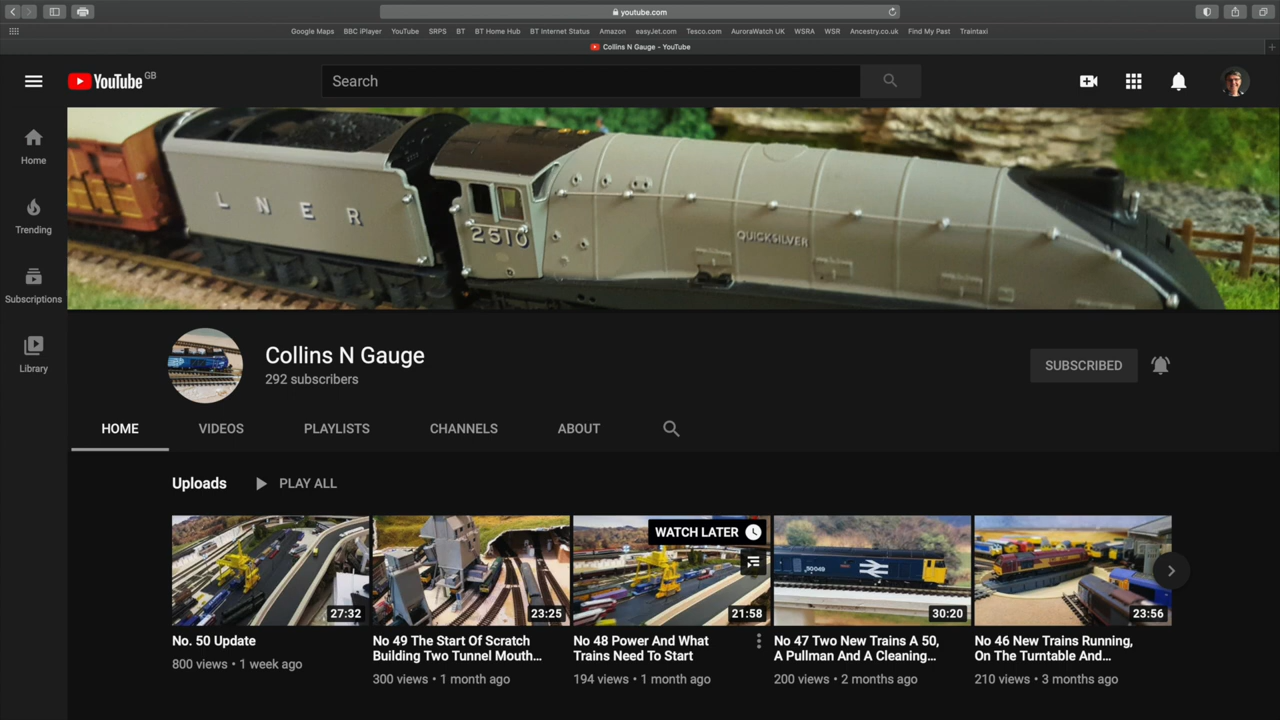 youtube.com
Google Maps BBC iPlayer YouTube SRPS BT BT Home Hub BT Internet Status Amazon easyJet.com Tesco.com AuroraWatch UK WSRA WSR Ancestry.co.uk Find My Past Traintaxi
Collins N Gauge - YouTube
YouTube GB
Search
Home
Trending
Subscriptions
Library
L N E R
2510
QUICKSILVER
Collins N Gauge
292 subscribers
SUBSCRIBED
HOME VIDEOS PLAYLISTS CHANNELS ABOUT
Uploads PLAY ALL
WATCH LATER
50049
27:32 23:25 21:58 30:20 23:56
No. 50 Update
800 views • 1 week ago
No 49 The Start Of Scratch
Building Two Tunnel Mouth...
300 views • 1 month ago
No 48 Power And What
Trains Need To Start
194 views • 1 month ago
No 47 Two New Trains A 50,
A Pullman And A Cleaning...
200 views • 2 months ago
No 46 New Trains Running,
On The Turntable And...
210 views • 3 months ago